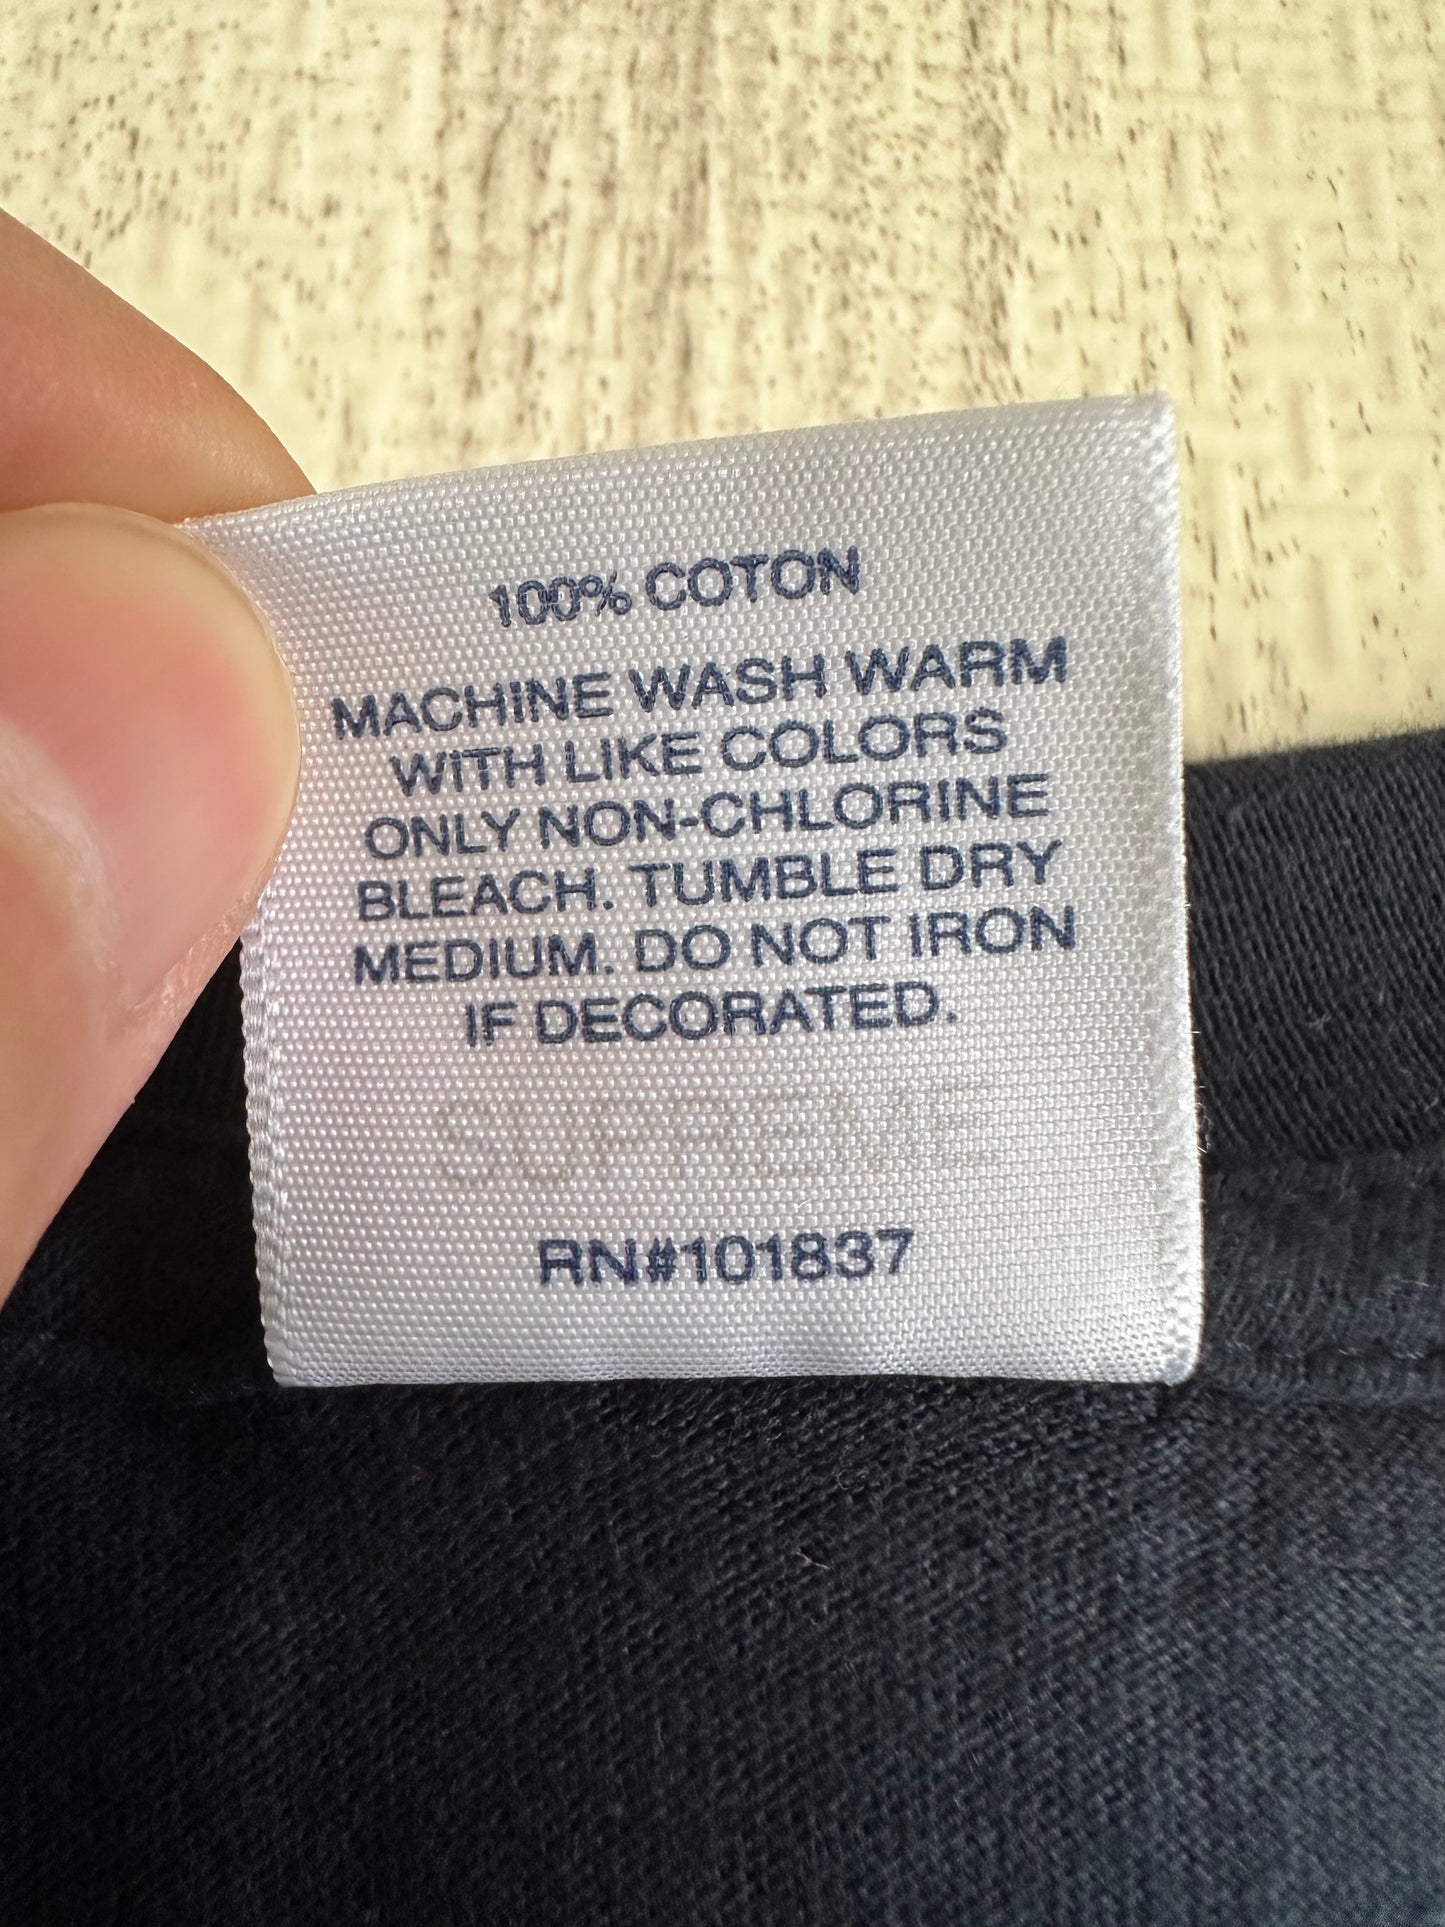 100% COTON
MACHINE WASH WARM
WITH LIKE COLORS
ONLY NON-CHLORINE
BLEACH. TUMBLE DRY
MEDIUM. DO NOT IRON
IF DECORATED.
SUPREME
RN#101837